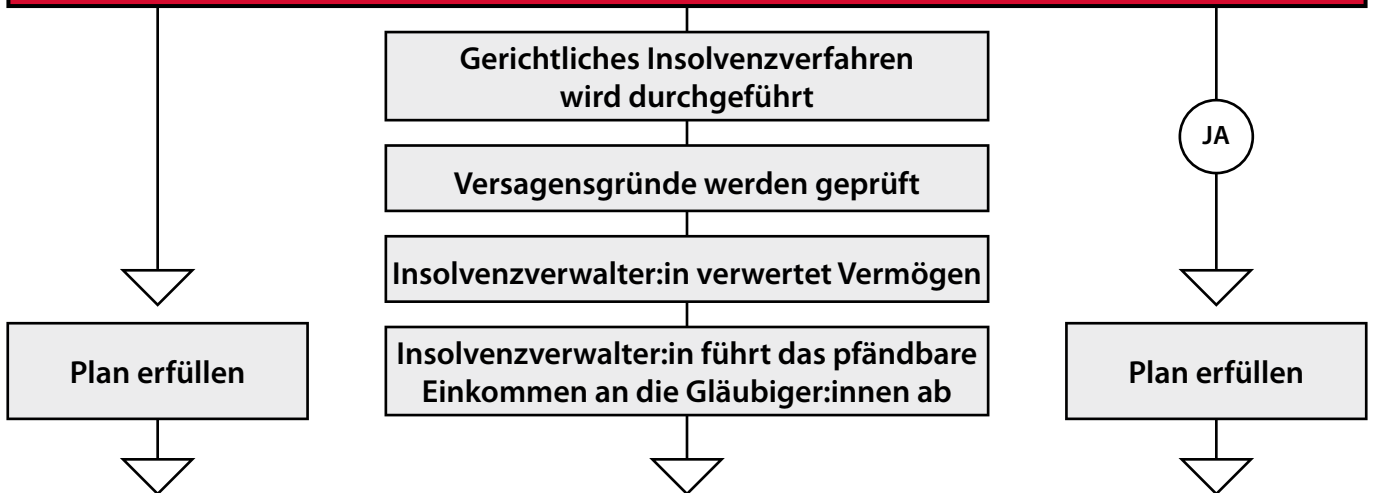 Gerichtliches Insolvenzverfahren
wird durchgeführt
JA
Versagensgründe werden geprüft
Insolvenzverwalter:in verwertet Vermögen
Plan erfüllen
Insolvenzverwalter:in führt das pfändbare
Einkommen an die Gläubiger:innen ab
Plan erfüllen